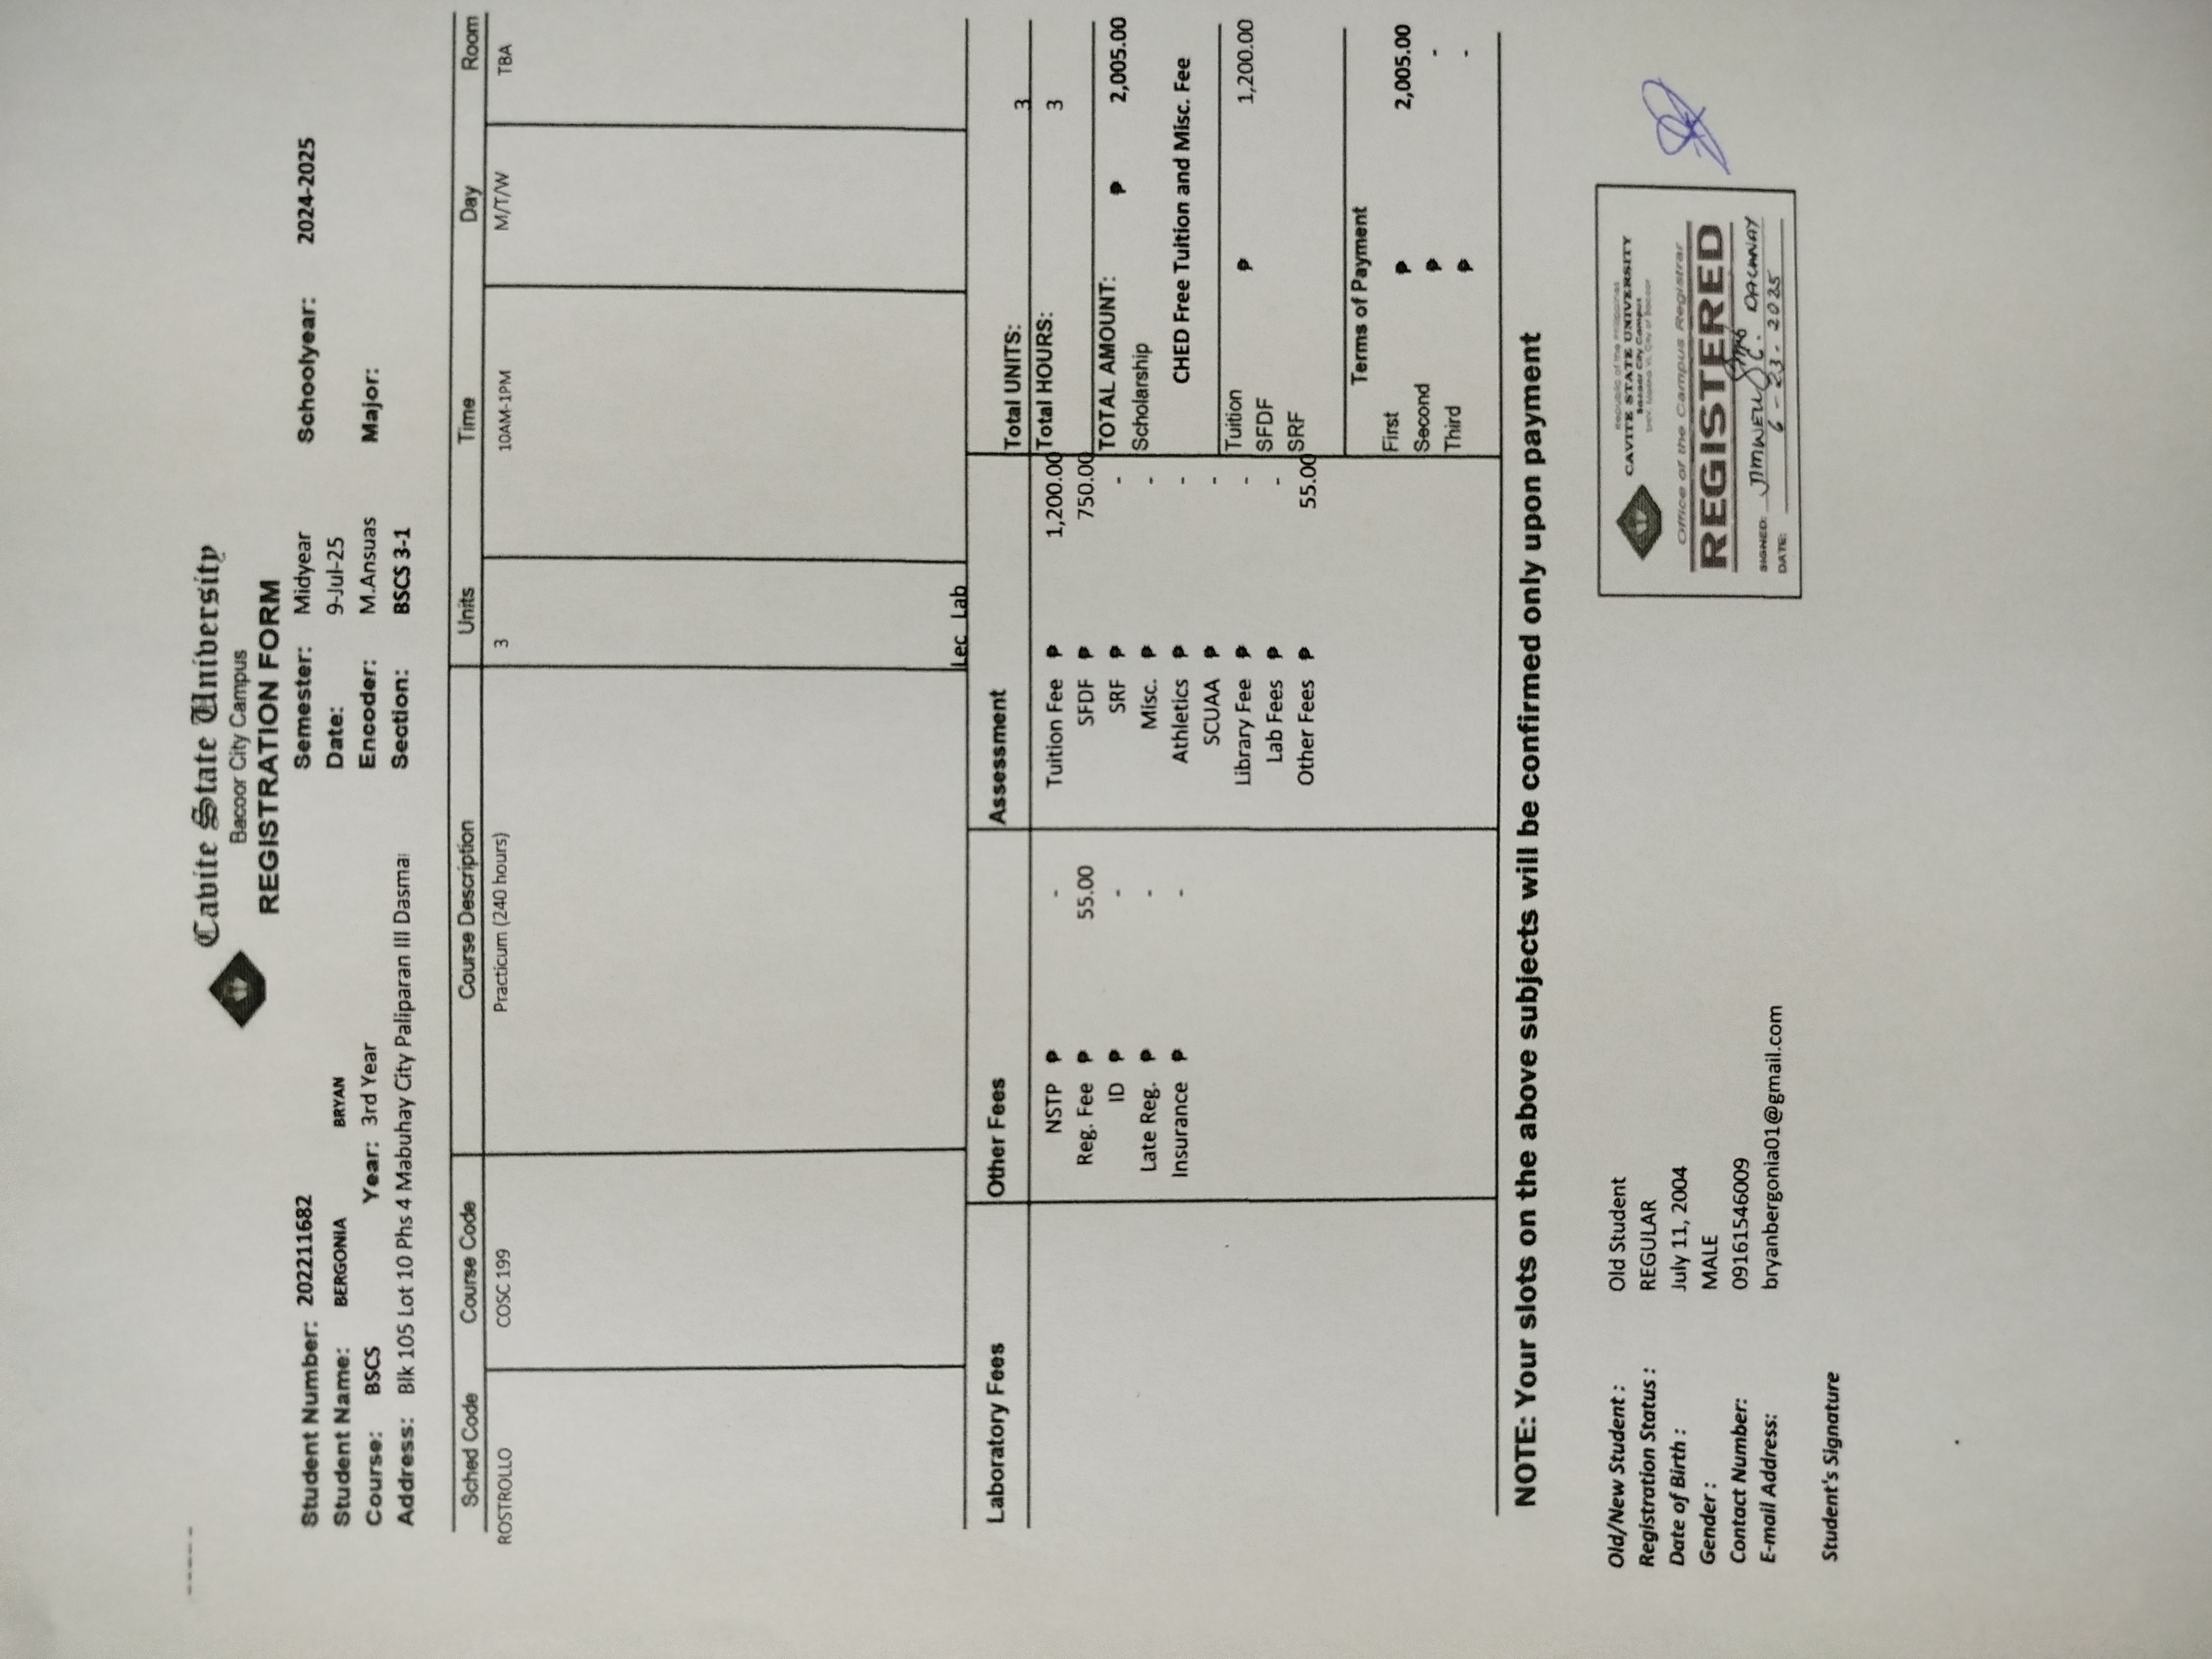 -----
Cavite State University
Bacoor City Campus
REGISTRATION FORM
Student Number: 202211682 Semester: Midyear Schoolyear: 2024-2025
Student Name: BERGONIA BRYAN Date: 9-Jul-25
Course: BSCS Year: 3rd Year Encoder: M.Ansuas Major:
Address: Blk 105 Lot 10 Phs 4 Mabuhay City Paliparan III Dasma Section: BSCS 3-1
Sched Code Course Code Course Description Units Time Day Room
ROSTROLLO COSC 199 Practicum (240 hours) 3 10AM-1PM M/T/W TBA
Lec Lab
Laboratory Fees Other Fees Assessment Total UNITS: 3
NSTP ₱ - Tuition Fee ₱ 1,200.00 Total HOURS: 3
Reg. Fee ₱ 55.00 SFDF ₱ 750.00
ID ₱ - SRF ₱ - TOTAL AMOUNT: ₱ 2,005.00
Late Reg. ₱ - Misc. ₱ - Scholarship
Insurance ₱ - Athletics ₱ - CHED Free Tuition and Misc. Fee
SCUAA ₱ -
Library Fee ₱ - Tuition ₱ 1,200.00
Lab Fees ₱ - SFDF
Other Fees ₱ 55.00 SRF
Terms of Payment
First ₱ 2,005.00
Second ₱ -
Third ₱ -
NOTE: Your slots on the above subjects will be confirmed only upon payment
Old/New Student : Old Student
Registration Status : REGULAR
Date of Birth : July 11, 2004
Gender : MALE
Contact Number: 09161546009
E-mail Address: bryanbergonia01@gmail.com
Student's Signature
Republic of the Philippines
CAVITE STATE UNIVERSITY
Bacoor City Campus
SHIV, Molino VI, City of Bacoor
Office of the Campus Registrar
REGISTERED
SIGNED: JIMWELL C.
DATE: 6-23-2025